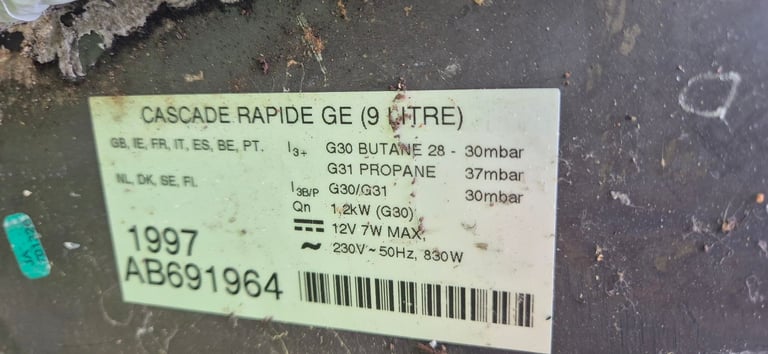 CASCADE RAPIDE GE (9 LITRE)
GB, IE, FR, IT, ES, BE, PT. I3+ G30 BUTANE 28 - 30mbar
G31 PROPANE 37mbar
NL, DK, SE, FI. I3B/P G30/G31 30mbar
Qn 1.2kW (G30)
12V 7W MAX.
~ 230V ~ 50Hz, 830W
1997
AB691964